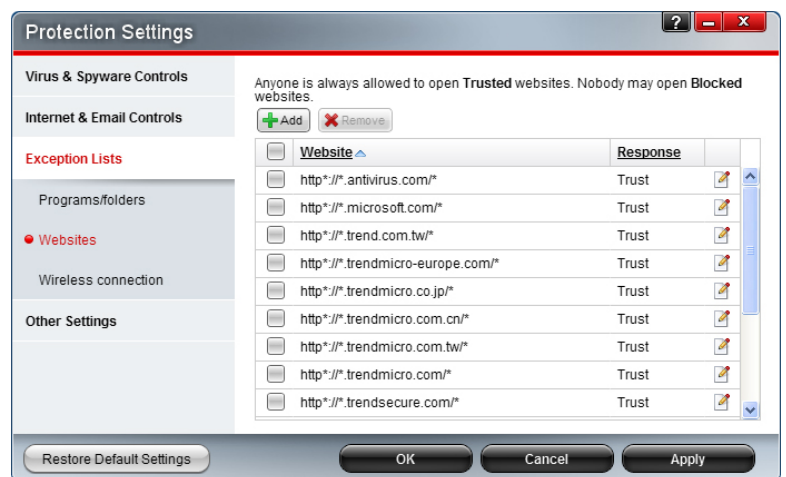 Protection Settings
?
Virus & Spyware Controls
Internet & Email Controls
Exception Lists
Programs/folders
Websites
Wireless connection
Other Settings
Anyone is always allowed to open Trusted websites. Nobody may open Blocked
websites.
Add Remove
Website Response
http*://*.antivirus.com/* Trust
http*://*.microsoft.com/* Trust
http*://*.trend.com.tw/* Trust
http*://*.trendmicro-europe.com/* Trust
http*://*.trendmicro.co.jp/* Trust
http*://*.trendmicro.com.cn/* Trust
http*://*.trendmicro.com.tw/* Trust
http*://*.trendmicro.com/* Trust
http*://*.trendsecure.com/* Trust
Restore Default Settings OK Cancel Apply